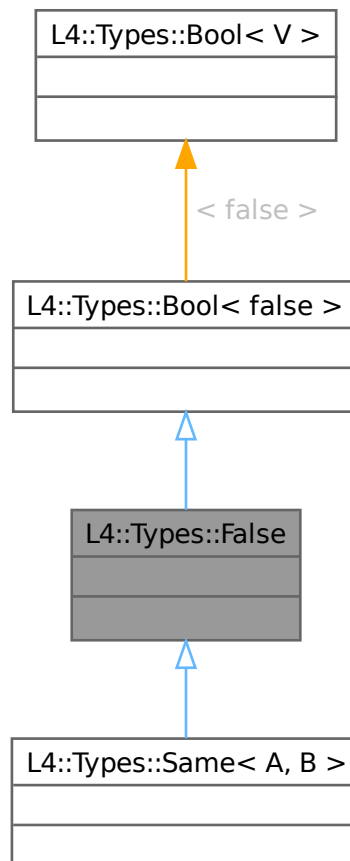 L4::Types::Bool< V >
< false >
L4::Types::Bool< false >
L4::Types::False
L4::Types::Same< A, B >